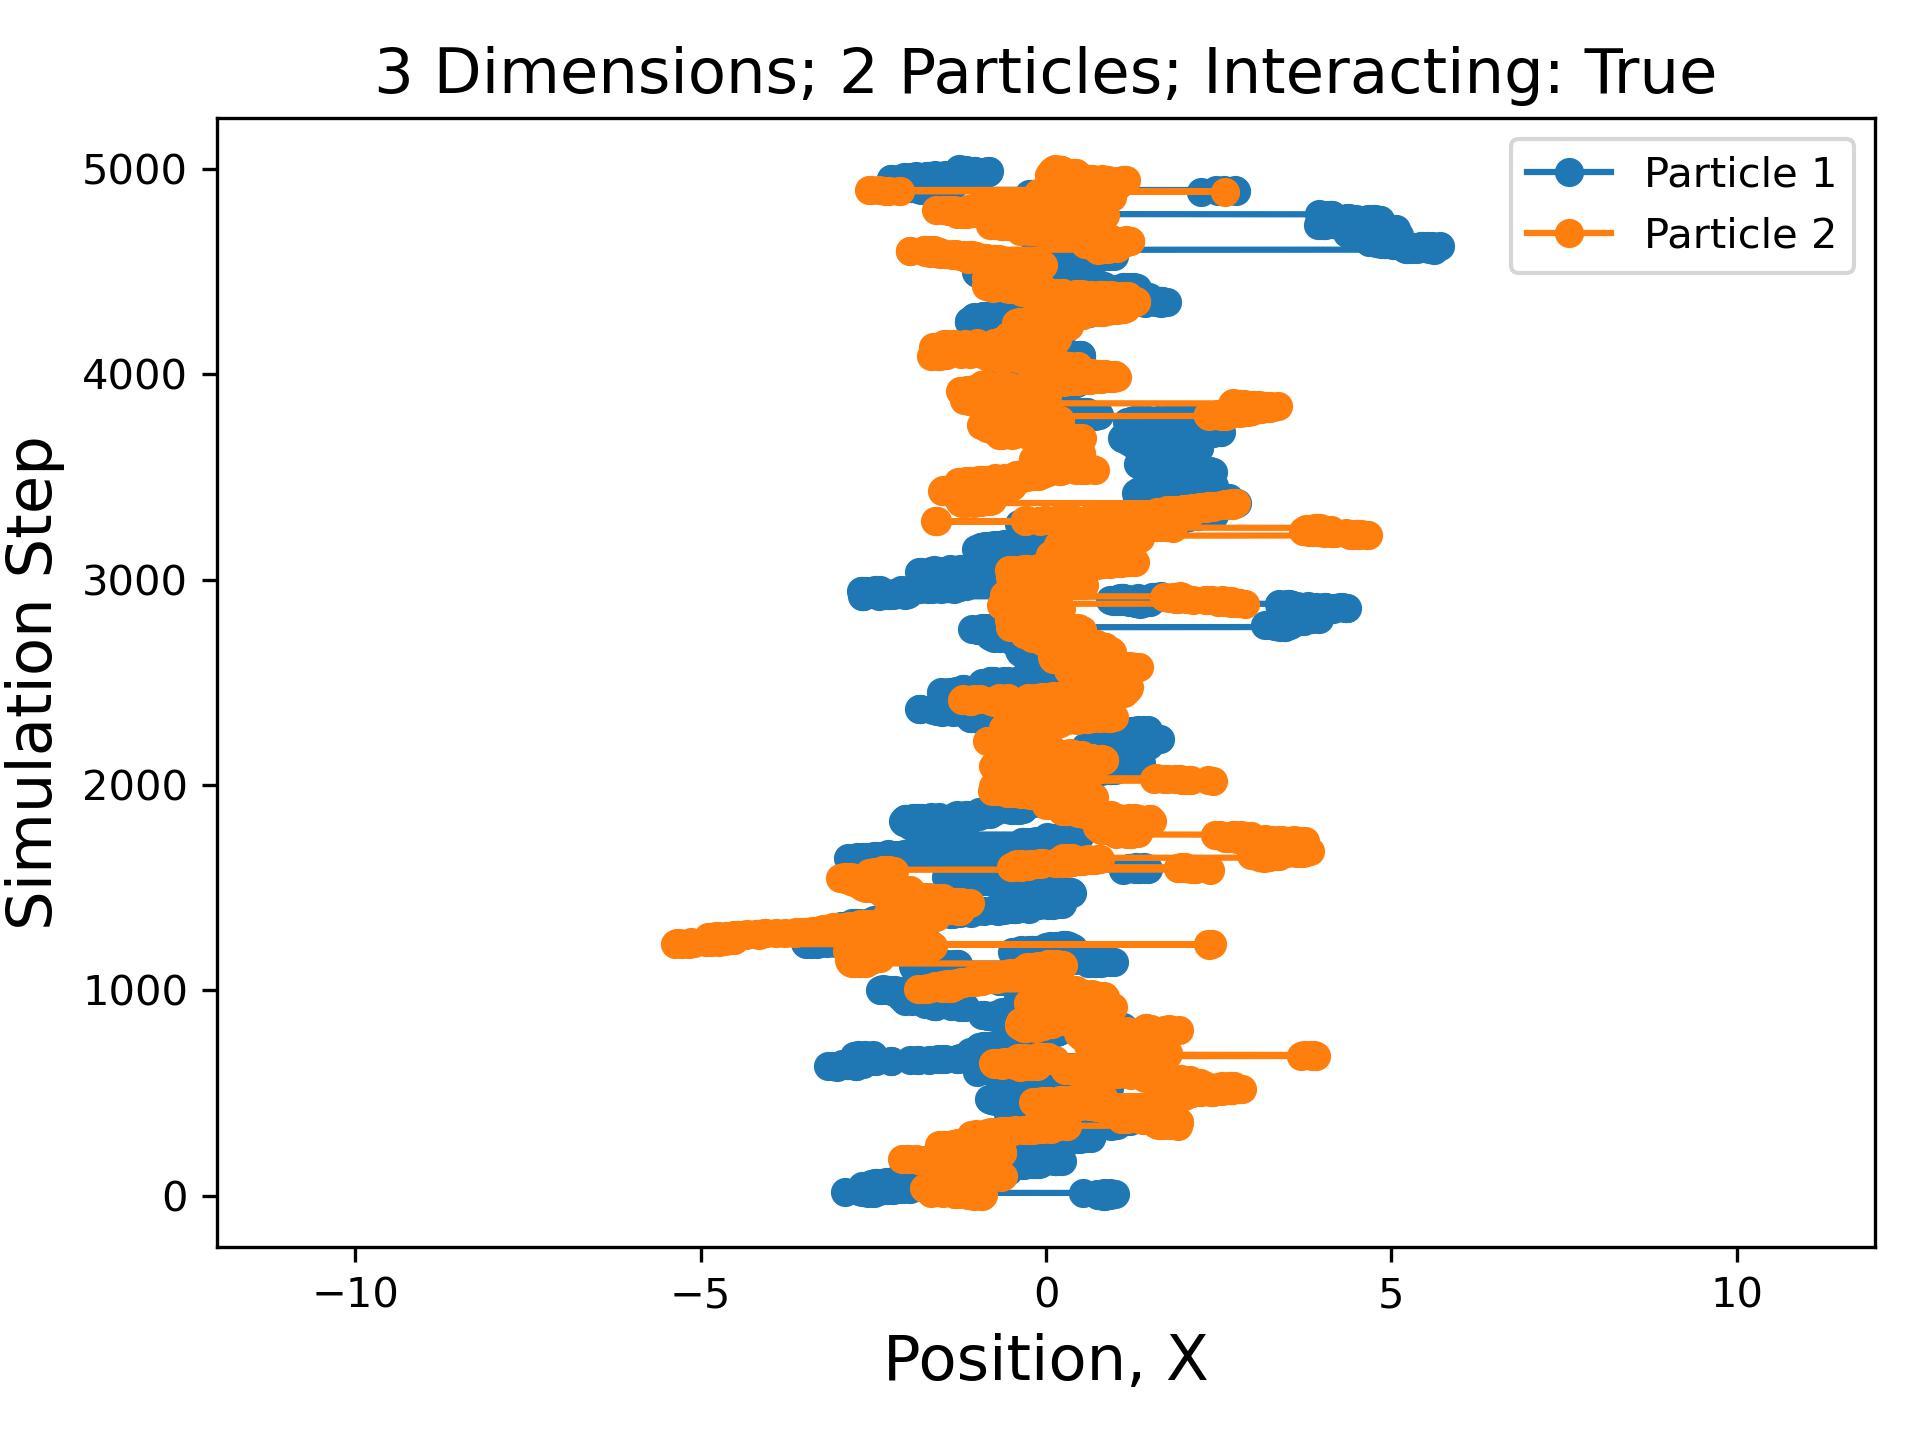 3 Dimensions; 2 Particles; Interacting: True
Particle 1
Particle 2
Simulation Step
5000
4000
3000
2000
1000
0
−10
−5
0
5
10
Position, X